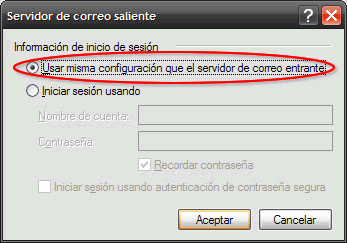 Servidor de correo saliente
Información de inicio de sesión
Usar misma configuración que el servidor de correo entrante
Iniciar sesión usando
Nombre de cuenta:
Contraseña:
Recordar contraseña
Iniciar sesión usando autenticación de contraseña segura
Aceptar Cancelar